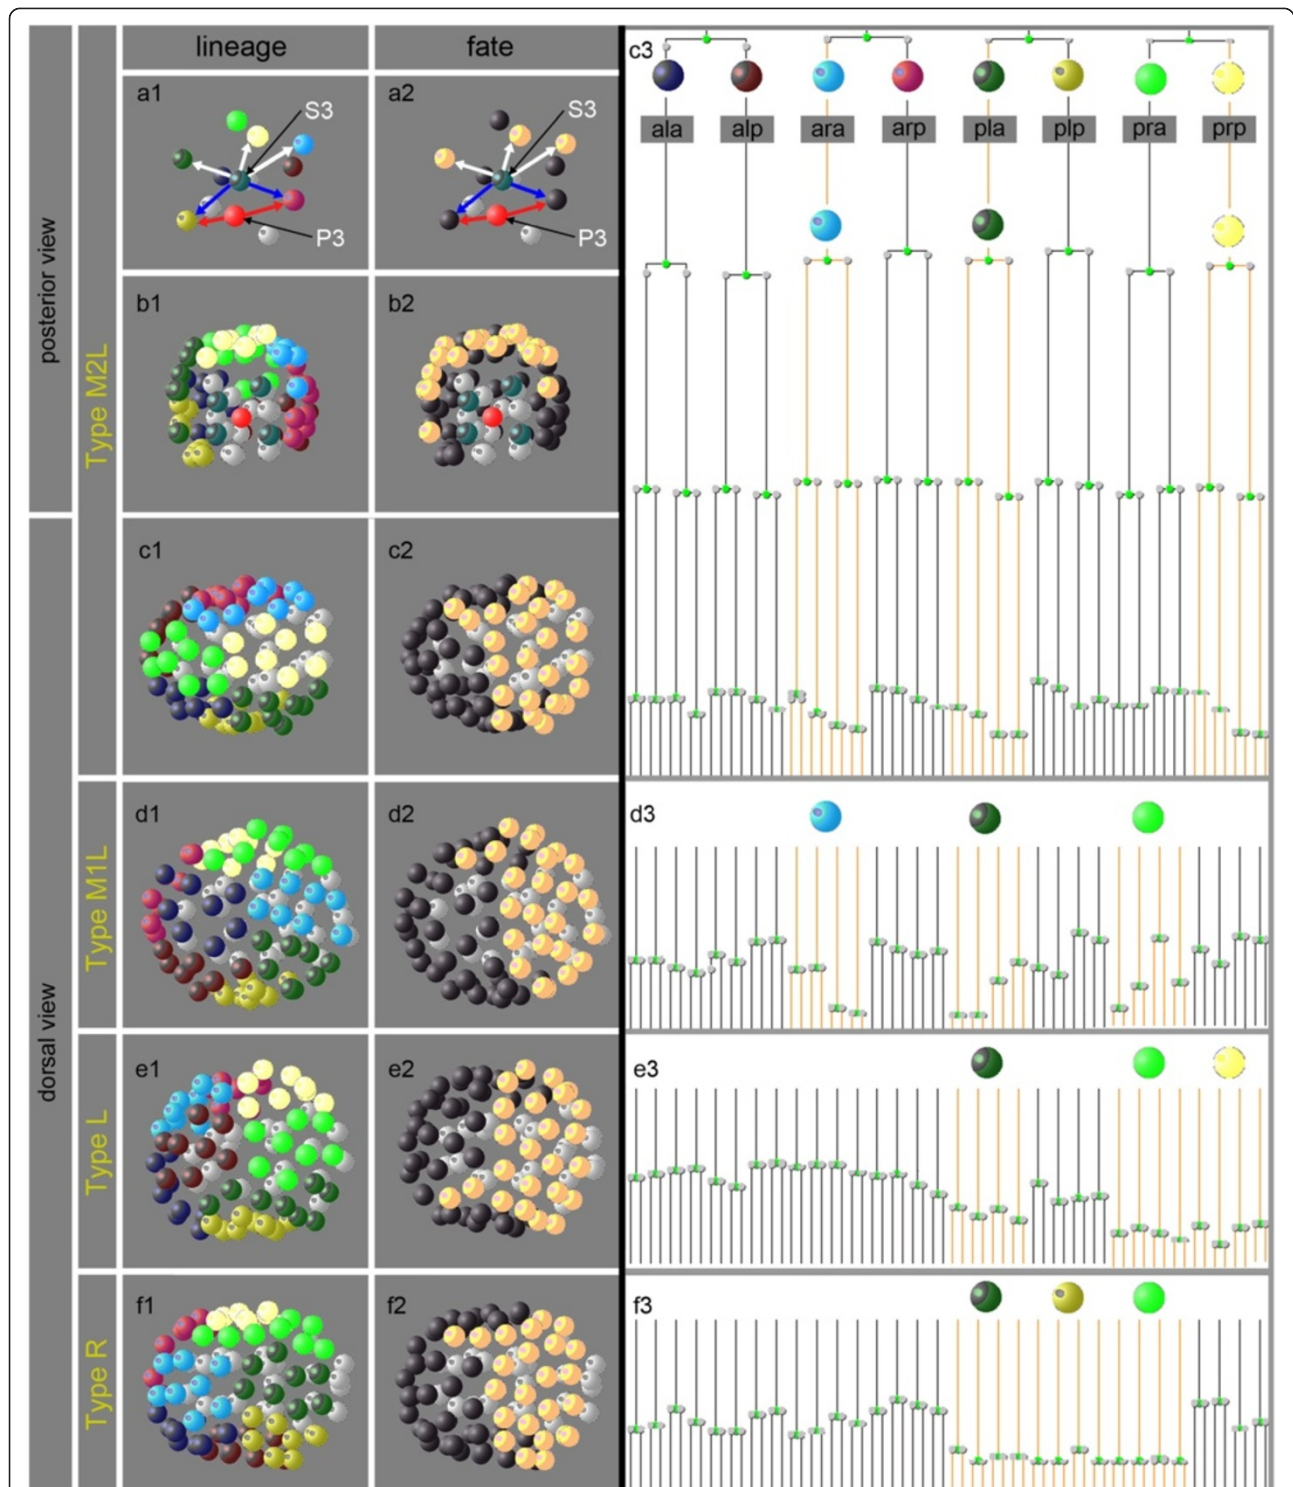 lineage
fate
posterior view
dorsal view
Type M2L
Type M1L
Type L
Type R
a1
S3
P3
a2
S3
P3
b1
b2
c1
c2
d1
d2
e1
e2
f1
f2
c3
ala
alp
ara
arp
pla
plp
pra
prp
d3
e3
f3